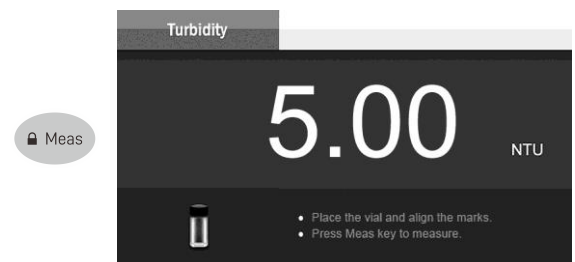 Turbidity
Meas
5.00
NTU
Place the vial and align the marks.
Press Meas key to measure.